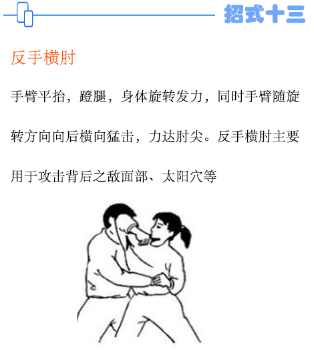 招式十三
反手横肘
手臂平抬，蹬腿，身体旋转发力，同时手臂随旋
转方向向后横向猛击，力达肘尖。反手横肘主要
用于攻击背后之敌面部、太阳穴等